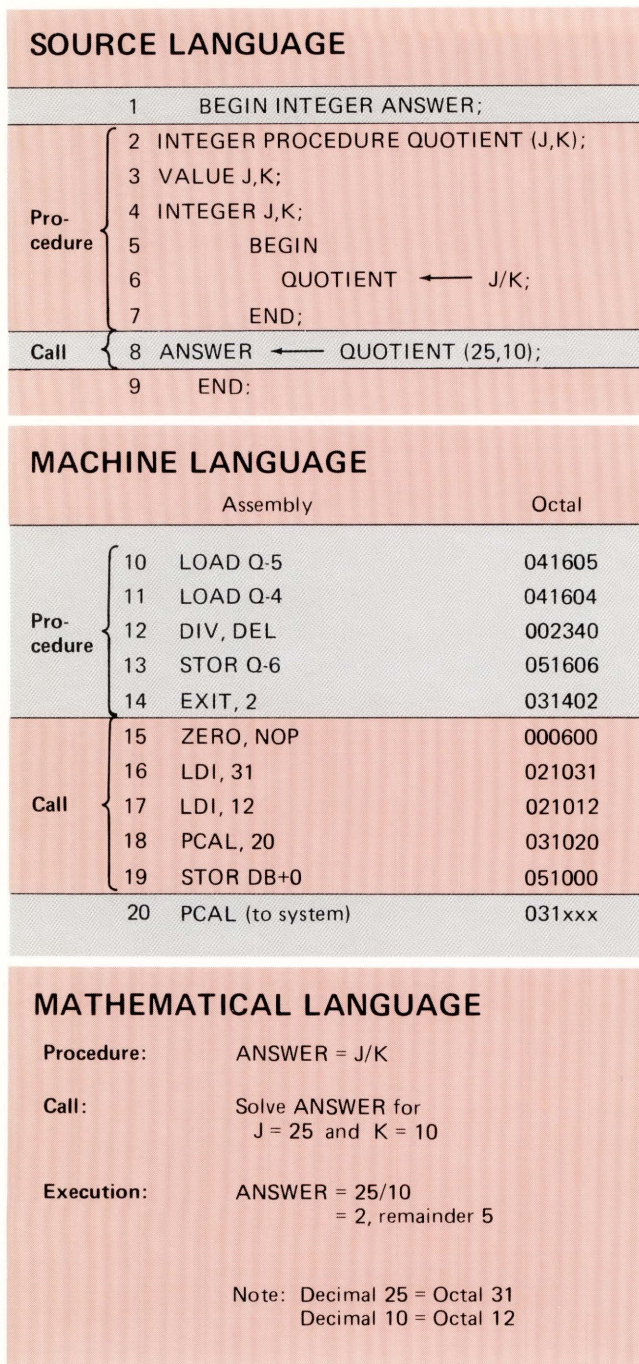 SOURCE LANGUAGE
1 BEGIN INTEGER ANSWER;
2 INTEGER PROCEDURE QUOTIENT (J,K);
3 VALUE J,K;
Pro-
cedure
4 INTEGER J,K;
5 BEGIN
6 QUOTIENT ← J/K;
7 END;
Call 8 ANSWER ← QUOTIENT (25,10);
9 END:
MACHINE LANGUAGE
Assembly Octal
10 LOAD Q-5 041605
11 LOAD Q-4 041604
Pro-
cedure
12 DIV, DEL 002340
13 STOR Q-6 051606
14 EXIT, 2 031402
15 ZERO, NOP 000600
16 LDI, 31 021031
Call 17 LDI, 12 021012
18 PCAL, 20 031020
19 STOR DB+0 051000
20 PCAL (to system) 031xxx
MATHEMATICAL LANGUAGE
Procedure: ANSWER = J/K
Call: Solve ANSWER for
J = 25 and K = 10
Execution: ANSWER = 25/10
= 2, remainder 5
Note: Decimal 25 = Octal 31
Decimal 10 = Octal 12